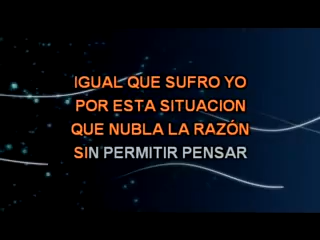 IGUAL QUE SUFRO YO
POR ESTA SITUACION
QUE NUBLA LA RAZÓN
SIN PERMITIR PENSAR